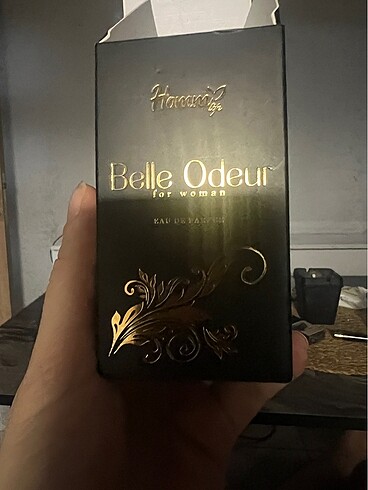 Belle Odeur
for woman
EAU DE PARFUM